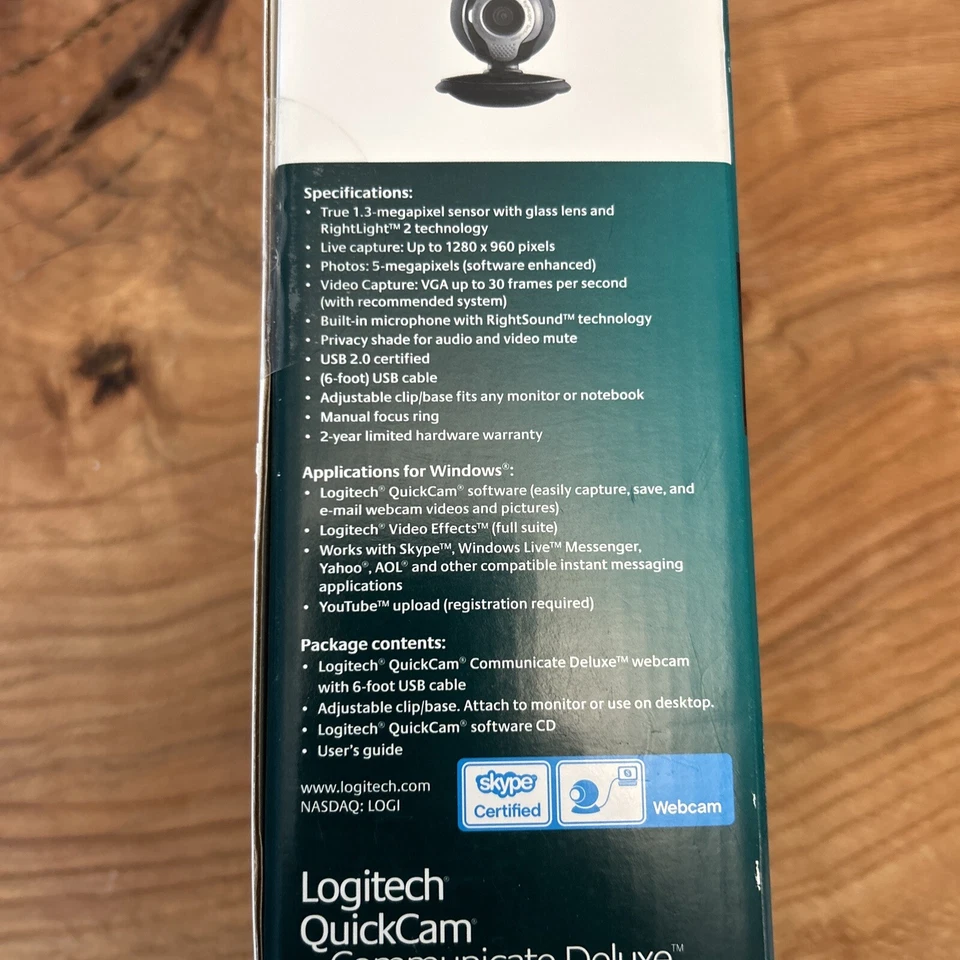 Specifications:
• True 1.3-megapixel sensor with glass lens and
RightLight™ 2 technology
• Live capture: Up to 1280 x 960 pixels
• Photos: 5-megapixels (software enhanced)
• Video Capture: VGA up to 30 frames per second
(with recommended system)
• Built-in microphone with RightSound™ technology
• Privacy shade for audio and video mute
• USB 2.0 certified
• (6-foot) USB cable
• Adjustable clip/base fits any monitor or notebook
• Manual focus ring
• 2-year limited hardware warranty
Applications for Windows®:
• Logitech® QuickCam® software (easily capture, save, and
e-mail webcam videos and pictures)
• Logitech® Video Effects™ (full suite)
• Works with Skype™, Windows Live™ Messenger,
Yahoo®, AOL® and other compatible instant messaging
applications
• YouTube™ upload (registration required)
Package contents:
• Logitech® QuickCam® Communicate Deluxe™ webcam
with 6-foot USB cable
• Adjustable clip/base. Attach to monitor or use on desktop.
• Logitech® QuickCam® software CD
• User's guide
www.logitech.com
NASDAQ: LOGI
skype™
Certified
Webcam
Logitech®
QuickCam®
Communicate Deluxe™